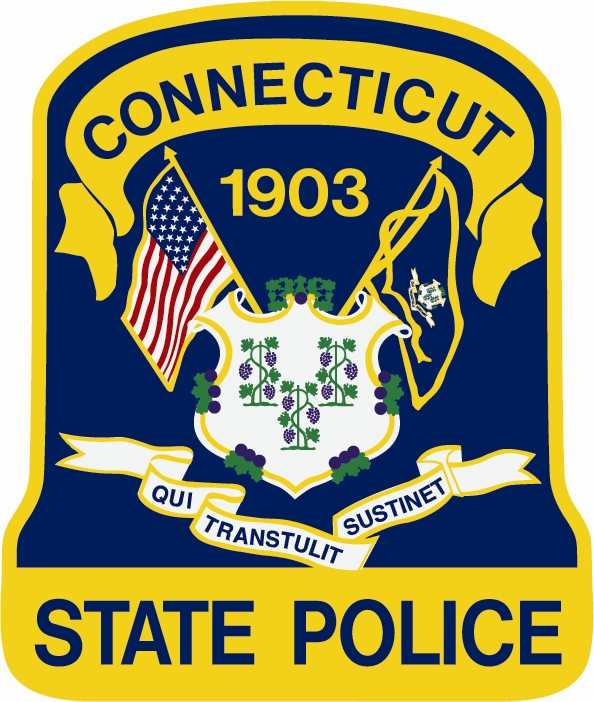 CONNECTICUT
1903
QUI TRANSTULIT SUSTINET
STATE POLICE